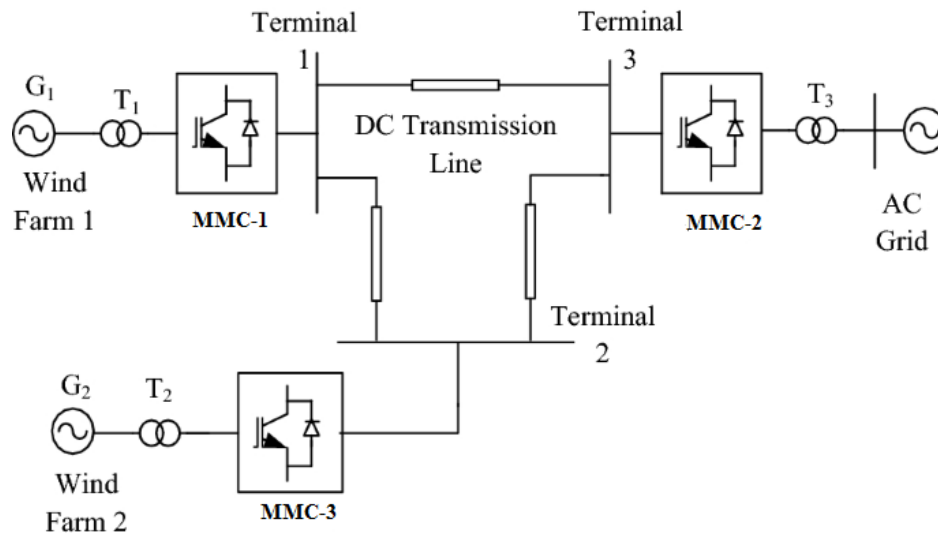 Terminal
1
Terminal
3
G₁
T₁
T₃
DC Transmission
Line
Wind
Farm 1
MMC-1
MMC-2
AC
Grid
Terminal
2
G₂
T₂
Wind
Farm 2
MMC-3